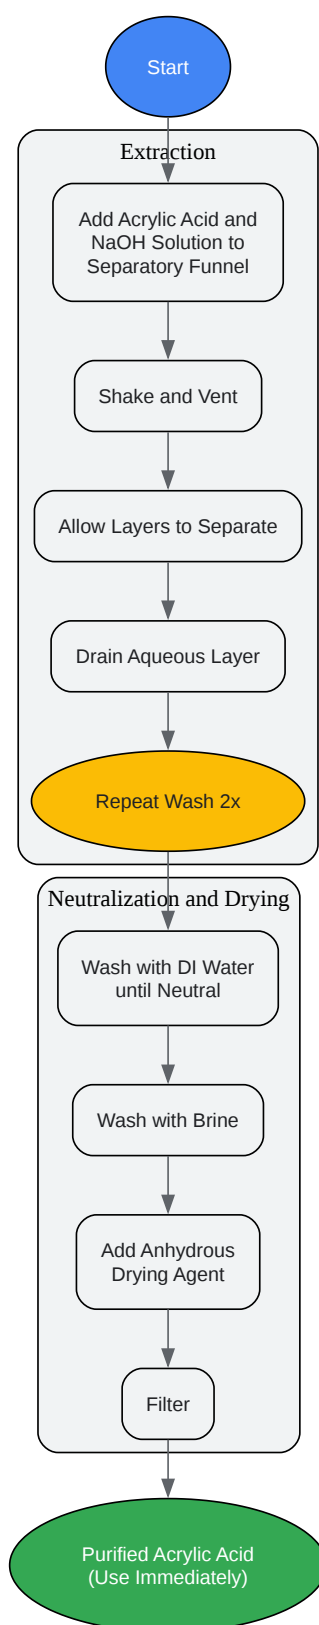 Start
Extraction
Add Acrylic Acid and
NaOH Solution to
Separatory Funnel
Shake and Vent
Allow Layers to Separate
Drain Aqueous Layer
Repeat Wash 2x
Neutralization and Drying
Wash with DI Water
until Neutral
Wash with Brine
Add Anhydrous
Drying Agent
Filter
Purified Acrylic Acid
(Use Immediately)